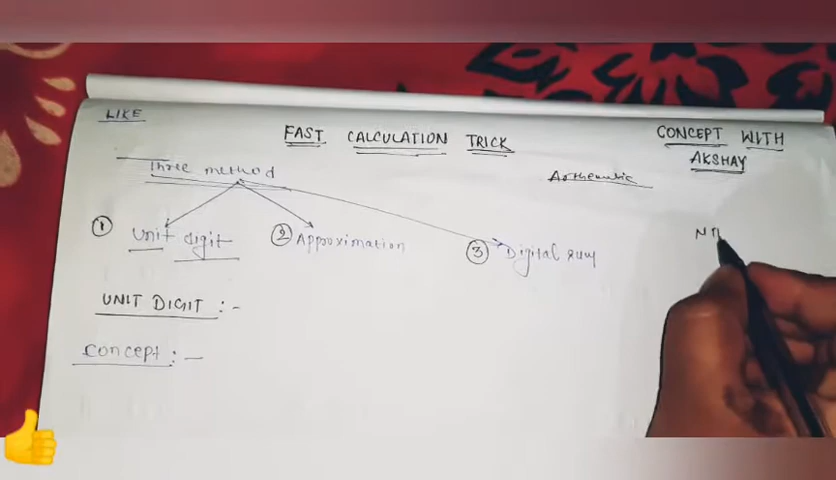 LIKE
FAST CALCULATION TRICK
CONCEPT WITH
AKSHAY
Three method
Arthematic
① Unit digit
② Approximation
③ Digital sum
UNIT DIGIT :-
Concept :-